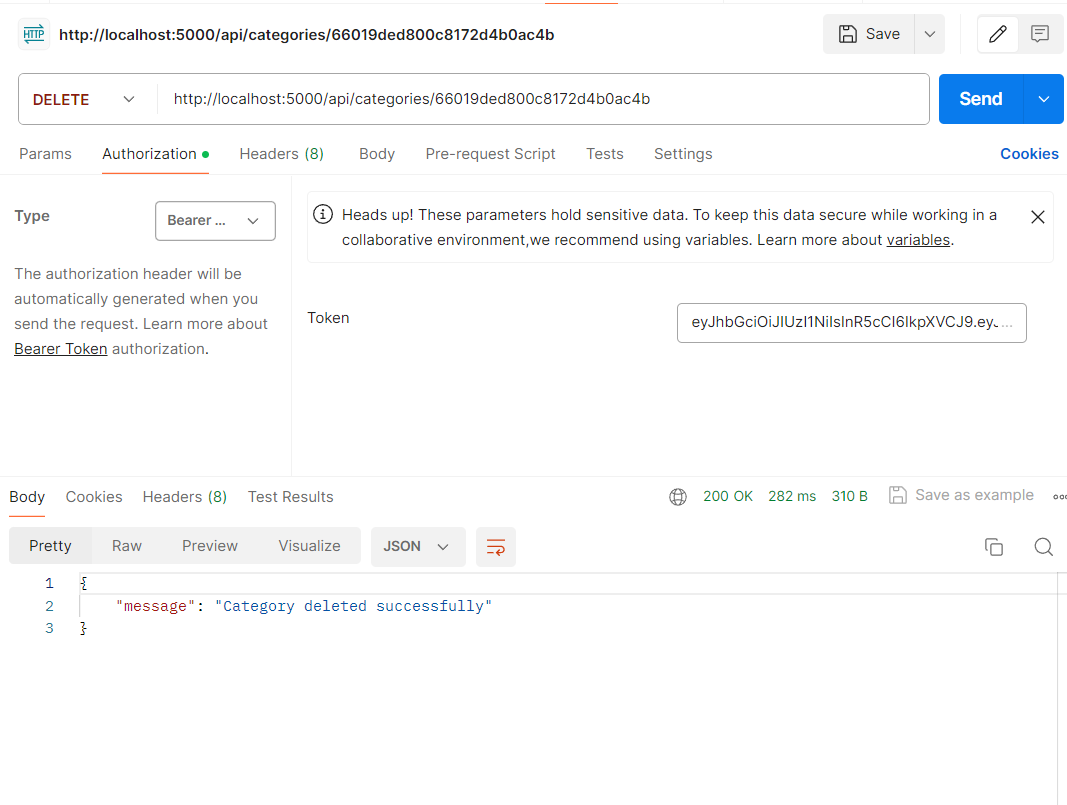 HTTP http://localhost:5000/api/categories/66019ded800c8172d4b0ac4b Save
DELETE http://localhost:5000/api/categories/66019ded800c8172d4b0ac4b Send
Params Authorization Headers (8) Body Pre-request Script Tests Settings Cookies
Type Bearer ...
The authorization header will be
automatically generated when you
send the request. Learn more about
Bearer Token authorization.
Heads up! These parameters hold sensitive data. To keep this data secure while working in a
collaborative environment,we recommend using variables. Learn more about variables.
Token eyJhbGciOiJIUzI1NiIsInR5cCI6IkpXVCJ9.eyJ...
Body Cookies Headers (8) Test Results 200 OK 282 ms 310 B Save as example
Pretty Raw Preview Visualize JSON
1 {
2 "message": "Category deleted successfully"
3 }